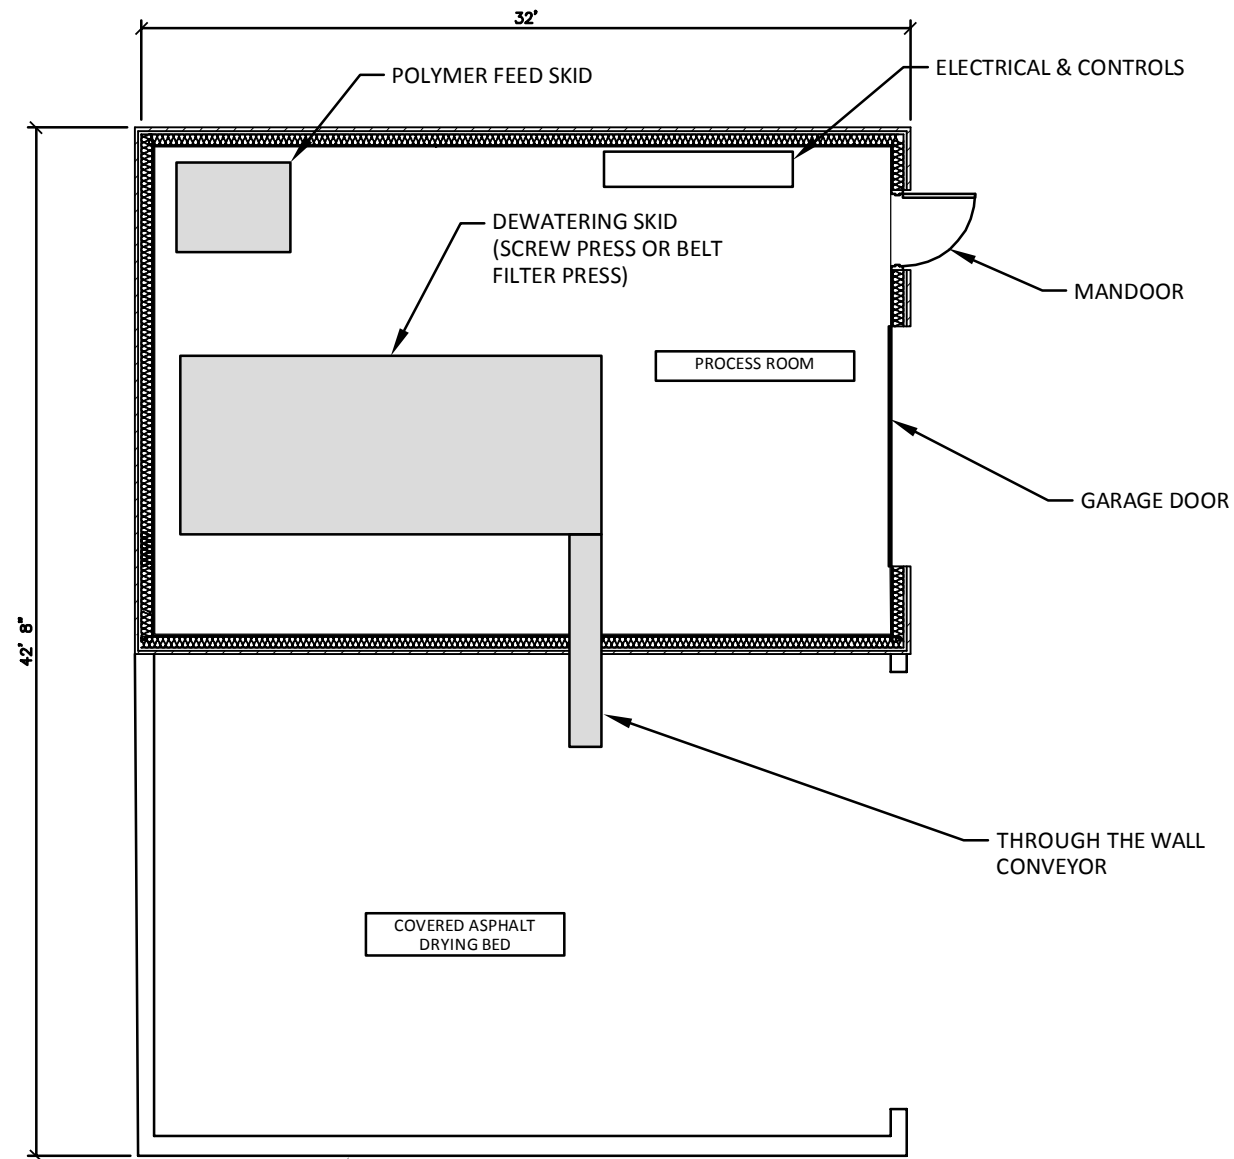 32'
POLYMER FEED SKID
ELECTRICAL & CONTROLS
DEWATERING SKID
(SCREW PRESS OR BELT
FILTER PRESS)
MANDOOR
PROCESS ROOM
GARAGE DOOR
42' 8"
THROUGH THE WALL
CONVEYOR
COVERED ASPHALT
DRYING BED